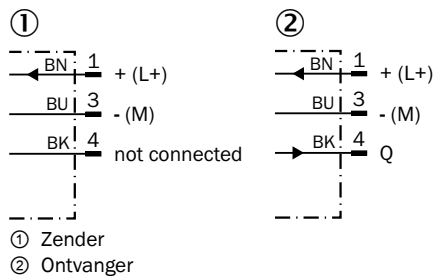 ① ②
BN 1 + (L+) BN 1 + (L+)
BU 3 - (M) BU 3 - (M)
BK 4 not connected BK 4 Q
① Zender
② Ontvanger